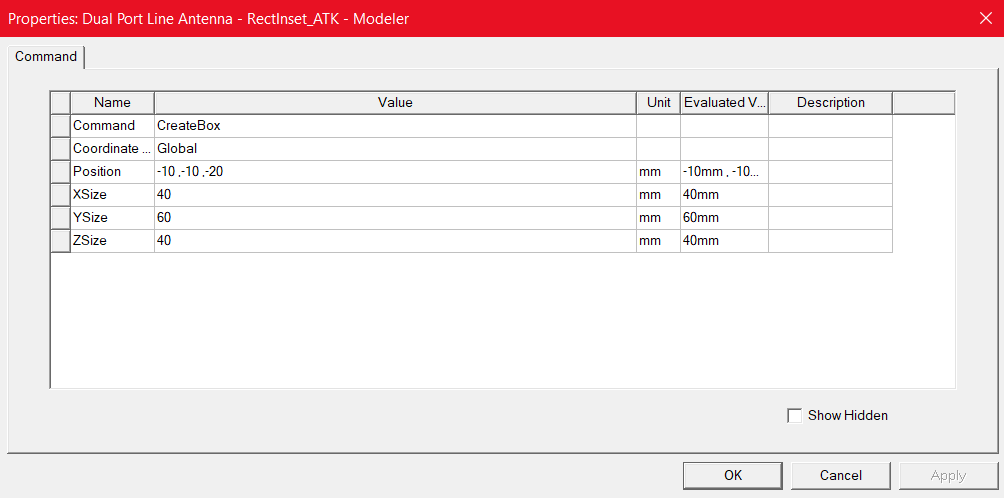 Properties: Dual Port Line Antenna - RectInset_ATK - Modeler
Command
Name Value Unit Evaluated V... Description
Command CreateBox
Coordinate ... Global
Position -10 ,-10 ,-20 mm -10mm , -10...
XSize 40 mm 40mm
YSize 60 mm 60mm
ZSize 40 mm 40mm
Show Hidden
OK Cancel Apply